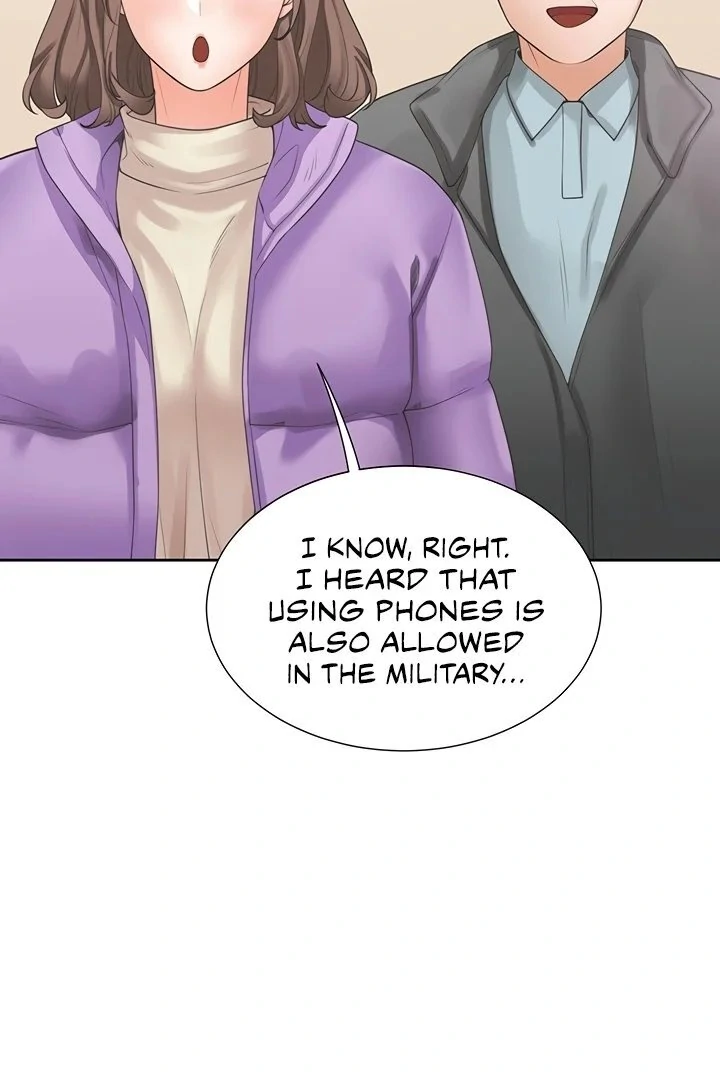 I KNOW, RIGHT.
I HEARD THAT
USING PHONES IS
ALSO ALLOWED
IN THE MILITARY...